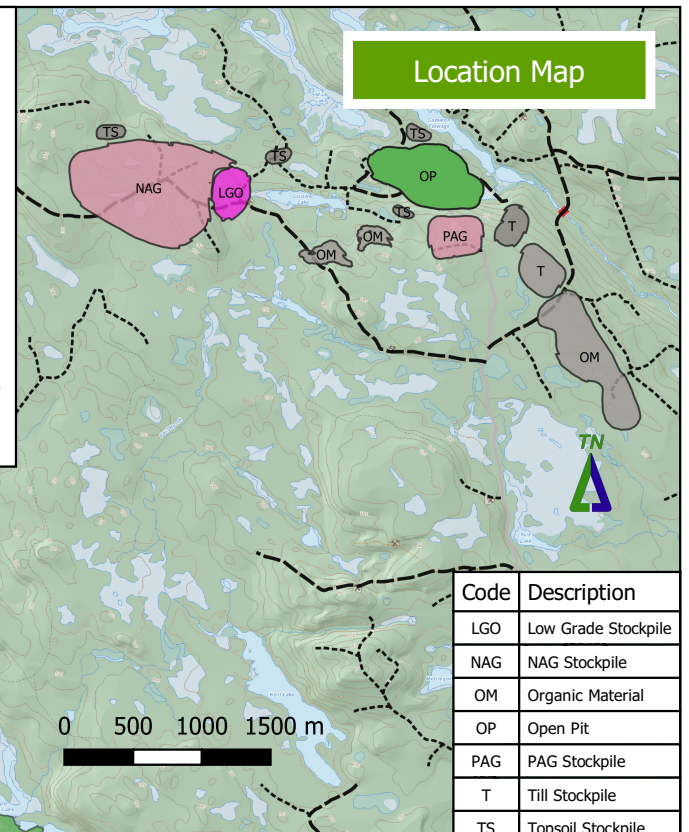 Location Map
TS
TS
TS
OP
NAG
LGO
TS
T
OM
PAG
OM
T
OM
TN
0 500 1000 1500 m
Code Description
LGO Low Grade Stockpile
NAG NAG Stockpile
OM Organic Material
OP Open Pit
PAG PAG Stockpile
T Till Stockpile
TS Topsoil Stockpile